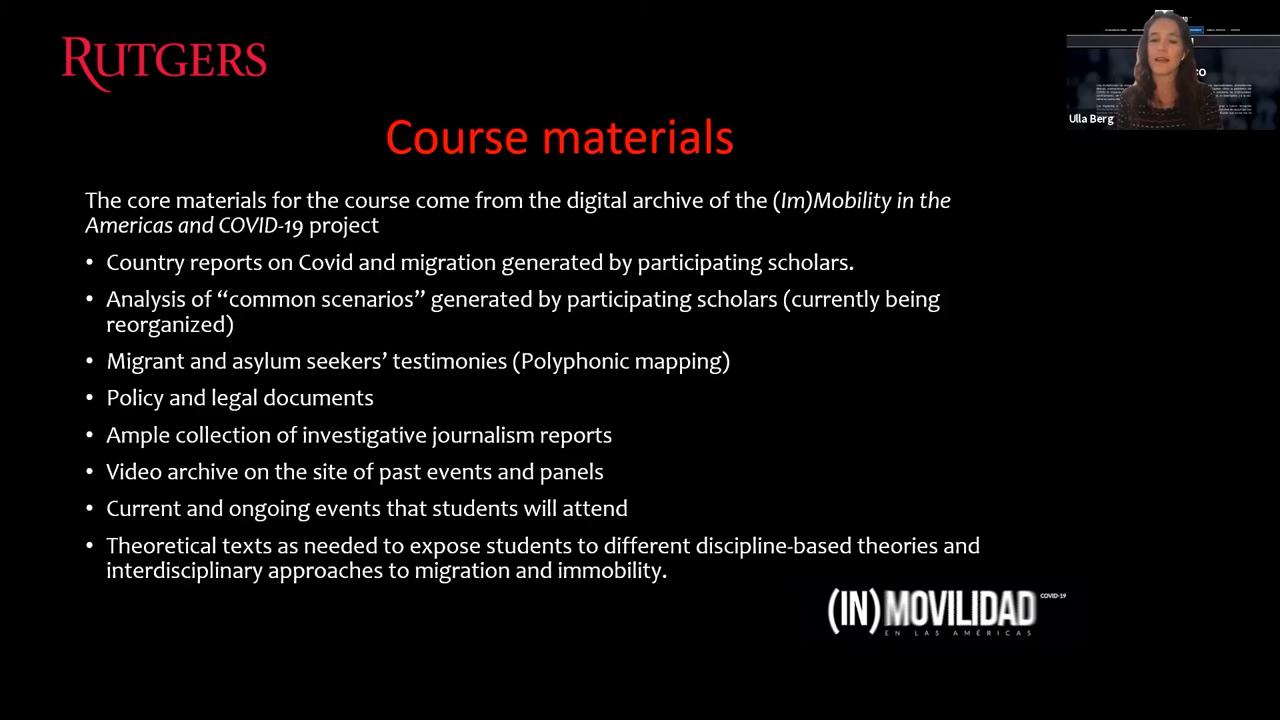 RUTGERS
Ulla Berg
Course materials
The core materials for the course come from the digital archive of the (Im)Mobility in the
Americas and COVID-19 project
• Country reports on Covid and migration generated by participating scholars.
• Analysis of “common scenarios” generated by participating scholars (currently being
reorganized)
• Migrant and asylum seekers’ testimonies (Polyphonic mapping)
• Policy and legal documents
• Ample collection of investigative journalism reports
• Video archive on the site of past events and panels
• Current and ongoing events that students will attend
• Theoretical texts as needed to expose students to different discipline-based theories and
interdisciplinary approaches to migration and immobility.
(IN)MOVILIDAD COVID-19
EN LAS AMÉRICAS